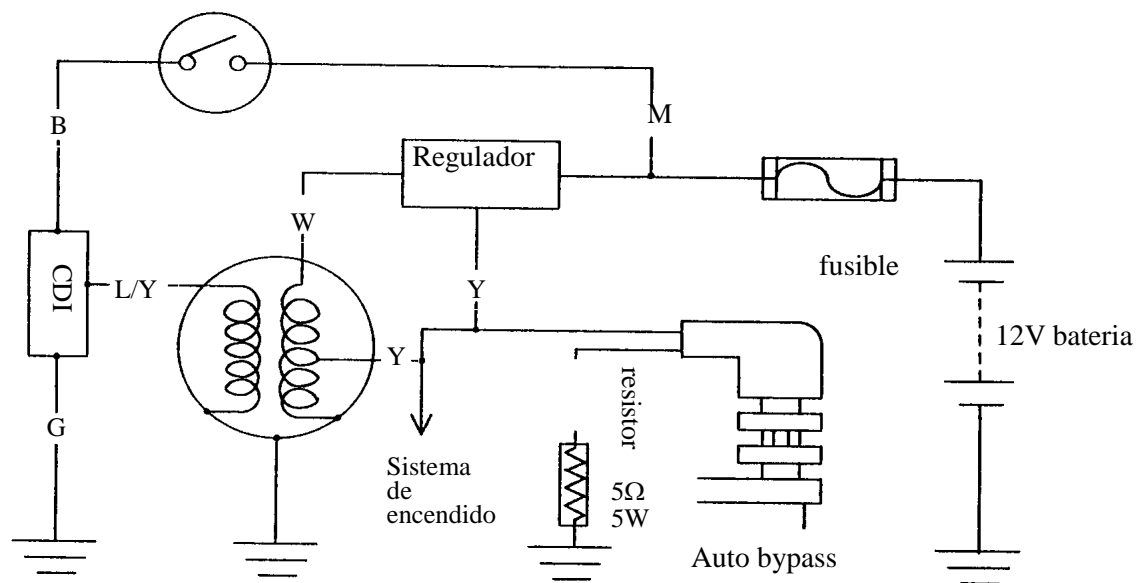 M
B
Regulador
W
fusible
CDI
L/Y
Y
12V bateria
Y
resistor
G
Sistema
de
encendido
5Ω
5W
Auto bypass